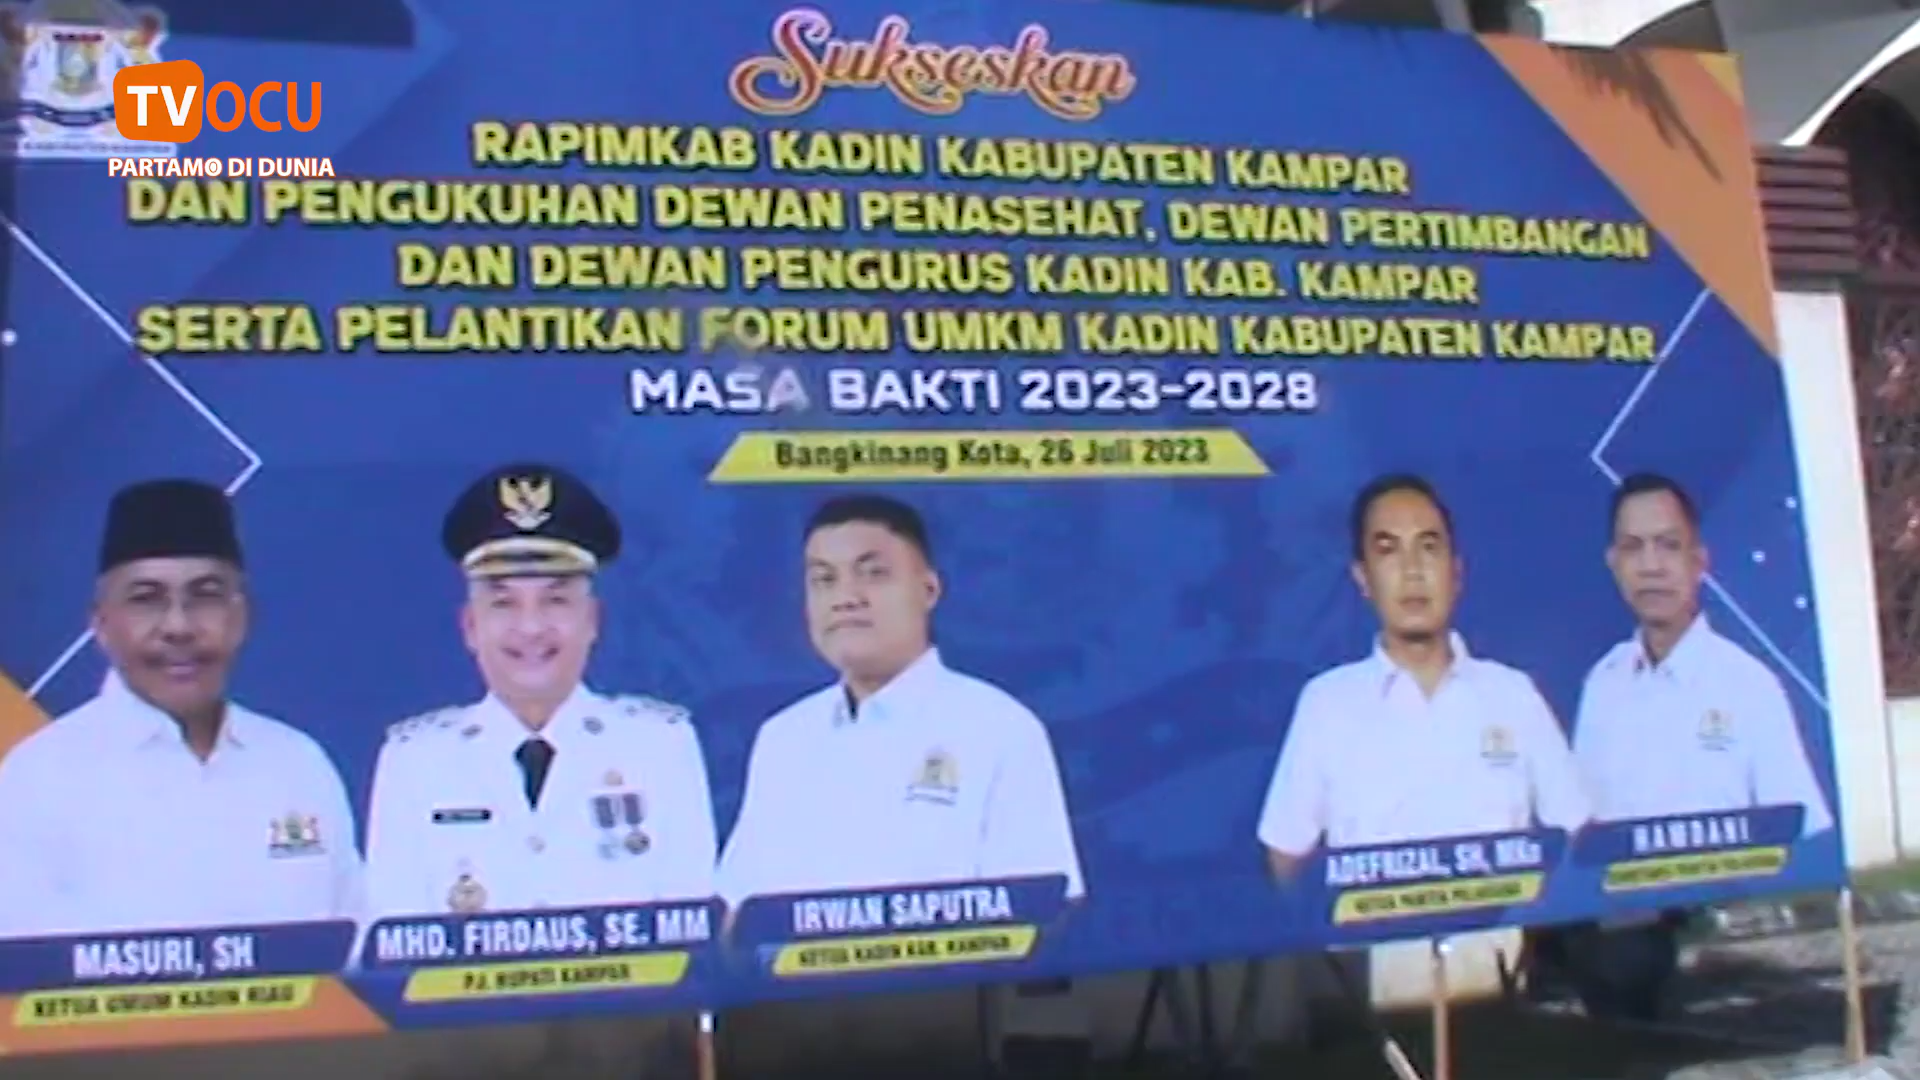 TVOCU
PARTAMO DI DUNIA
Sukseskan
RAPIMKAB KADIN KABUPATEN KAMPAR
DAN PENGUKUHAN DEWAN PENASEHAT, DEWAN PERTIMBANGAN
DAN DEWAN PENGURUS KADIN KAB. KAMPAR
SERTA PELANTIKAN FORUM UMKM KADIN KABUPATEN KAMPAR
MASA BAKTI 2023-2028
Bangkinang Kota, 26 Juli 2023
MASURI, SH
KETUA UMUM KADIN RIAU
MHD. FIRDAUS, SE. MM
PJ. BUPATI KAMPAR
IRWAN SAPUTRA
KETUA KADIN KAB. KAMPAR
ADEFRIZAL, SH, MKn
KETUA PANITIA PELAKSANA
HAMDANI